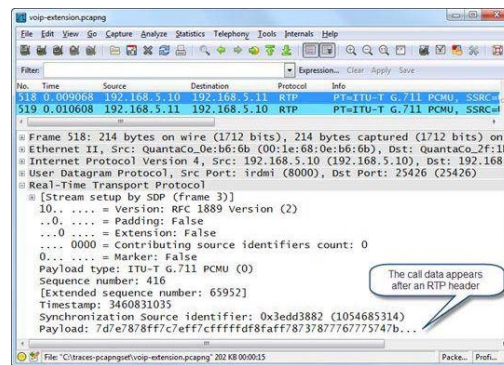 voip-extension.pcapng
File Edit View Go Capture Analyze Statistics Telephony Tools Internals Help
Filter: Expression... Clear Apply Save
No. Time Source Destination Protocol Info
518 0.009068 192.168.5.10 192.168.5.11 RTP PT=ITU-T G.711 PCMU, SSRC=
519 0.010608 192.168.5.10 192.168.5.11 RTP PT=ITU-T G.711 PCMU, SSRC=
Frame 518: 214 bytes on wire (1712 bits), 214 bytes captured (1712 bits) on
Ethernet II, Src: QuantaCo_0e:b6:6b (00:1e:68:0e:b6:6b), Dst: QuantaCo_2f:1
Internet Protocol Version 4, Src: 192.168.5.10 (192.168.5.10), Dst: 192.168
User Datagram Protocol, Src Port: irdmi (8000), Dst Port: 25426 (25426)
Real-Time Transport Protocol
[Stream setup by SDP (frame 3)]
10.. .... = Version: RFC 1889 Version (2)
..0. .... = Padding: False
...0 .... = Extension: False
.... 0000 = Contributing source identifiers count: 0
0... .... = Marker: False
Payload type: ITU-T G.711 PCMU (0)
Sequence number: 416
[Extended sequence number: 65952]
Timestamp: 3460831035
Synchronization Source identifier: 0x3edd3882 (1054685314)
The call data appears
after an RTP header
File: "C:\traces-pcapngset\voip-extension.pcapng" 202 KB 00:00:15 Packe... Profi...